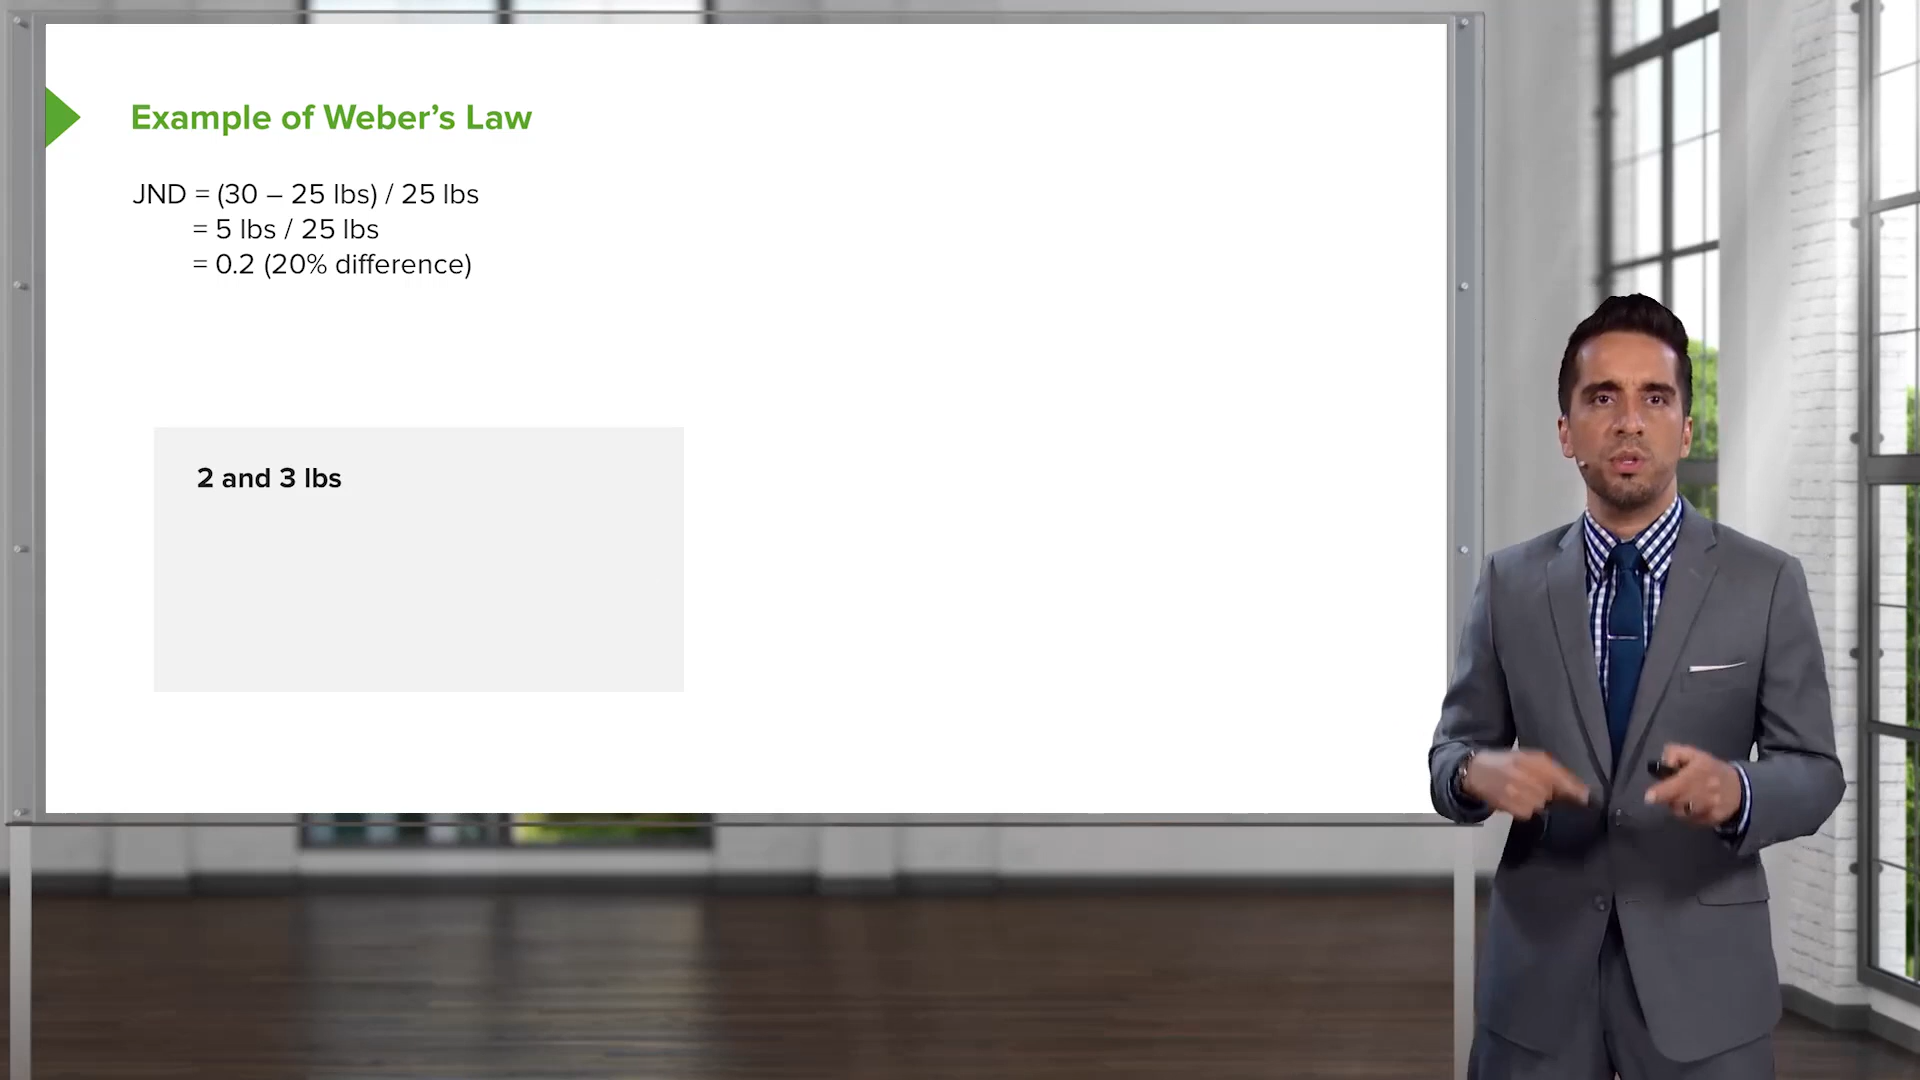 Example of Weber’s Law
JND = (30 – 25 lbs) / 25 lbs
= 5 lbs / 25 lbs
= 0.2 (20% difference)
2 and 3 lbs